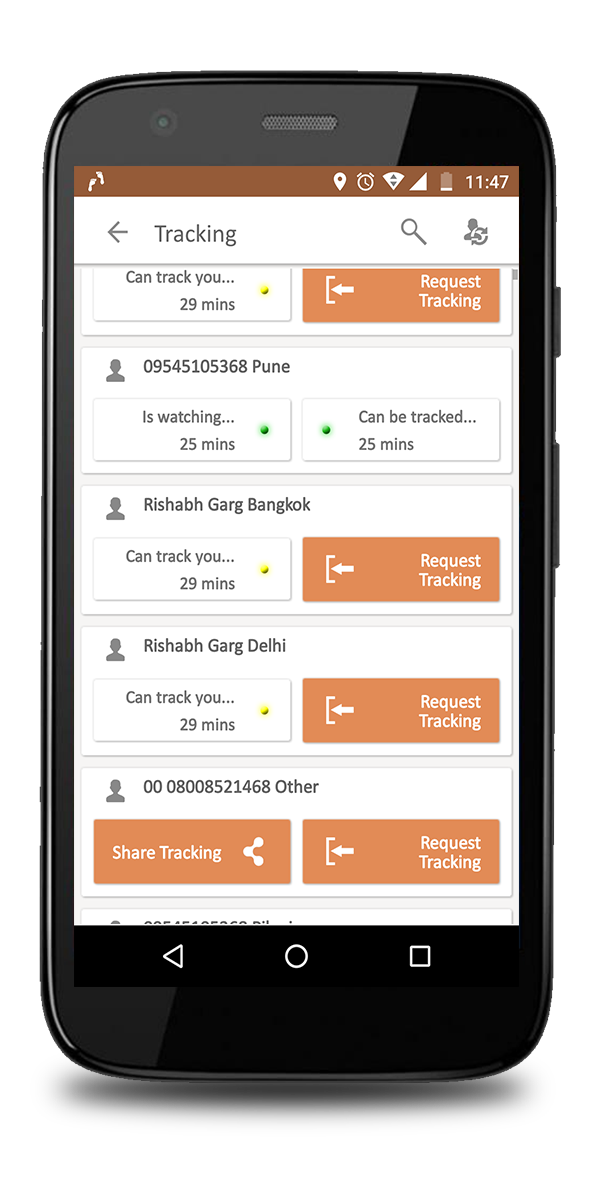 11:47
Tracking
Can track you...
29 mins
Request
Tracking
09545105368 Pune
Is watching...
25 mins
Can be tracked...
25 mins
Rishabh Garg Bangkok
Can track you...
29 mins
Request
Tracking
Rishabh Garg Delhi
Can track you...
29 mins
Request
Tracking
00 08008521468 Other
Share Tracking
Request
Tracking